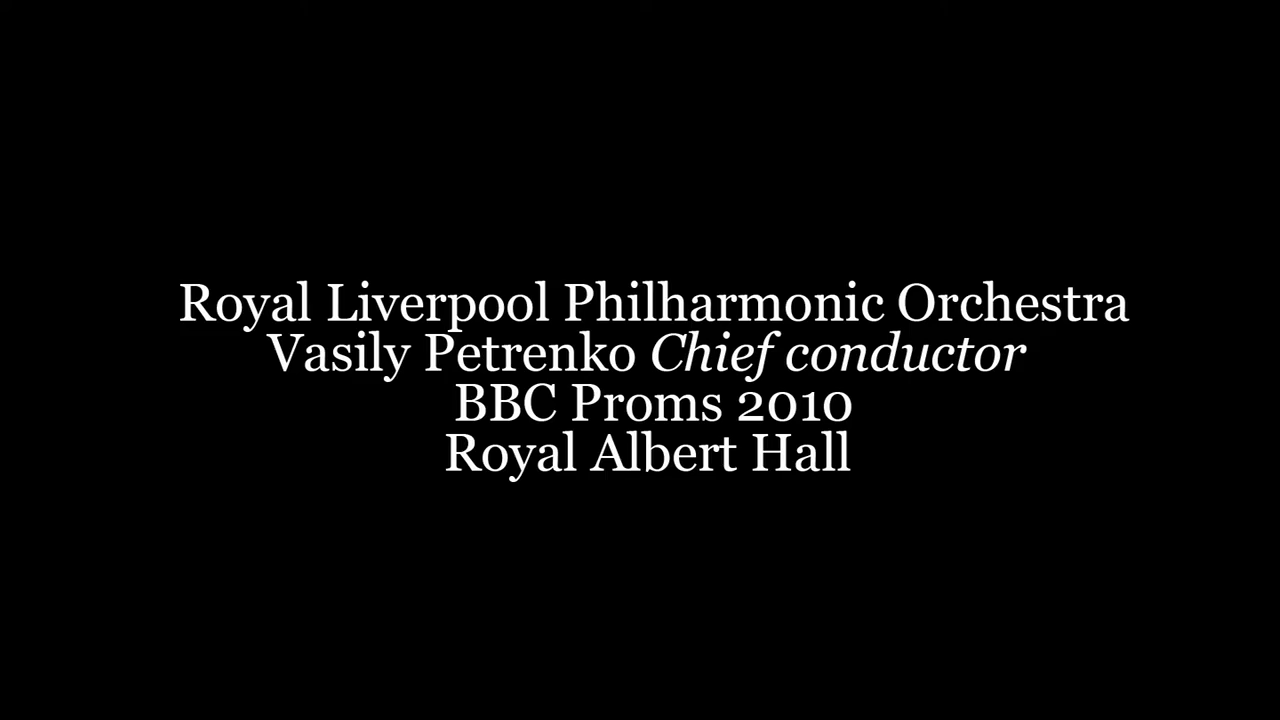 Royal Liverpool Philharmonic Orchestra
Vasily Petrenko Chief conductor
BBC Proms 2010
Royal Albert Hall